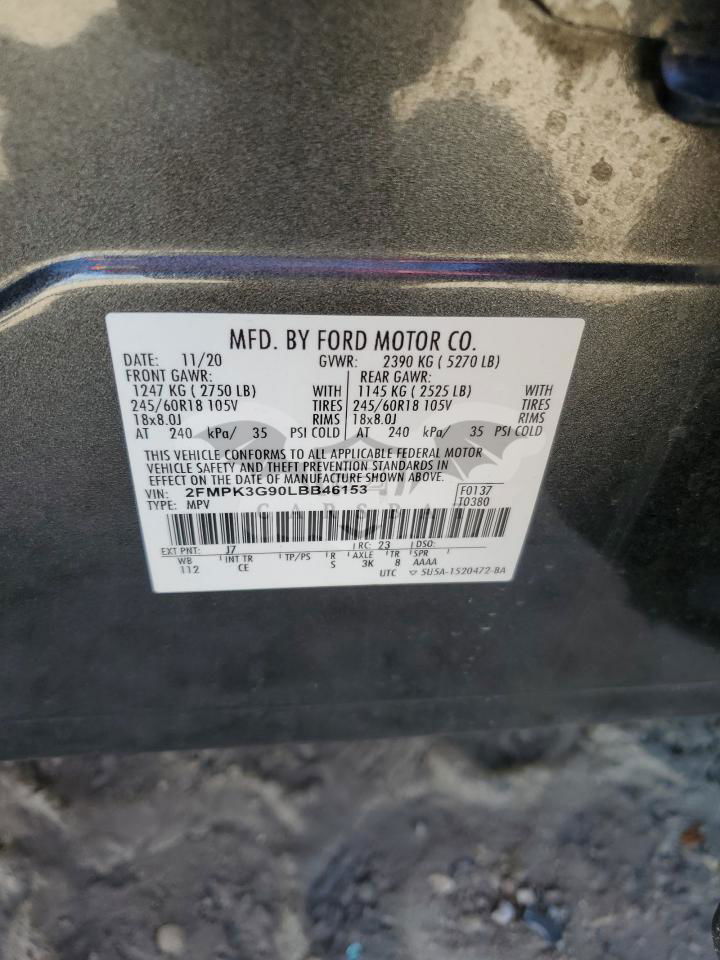 MFD. BY FORD MOTOR CO.
DATE: 11/20 GVWR: 2390 KG ( 5270 LB)
FRONT GAWR: REAR GAWR:
1247 KG ( 2750 LB) WITH 1145 KG ( 2525 LB) WITH
245/60R18 105V TIRES 245/60R18 105V TIRES
18x8.0J RIMS 18x8.0J RIMS
AT 240 kPa/ 35 PSI COLD AT 240 kPa/ 35 PSI COLD
THIS VEHICLE CONFORMS TO ALL APPLICABLE FEDERAL MOTOR
VEHICLE SAFETY AND THEFT PREVENTION STANDARDS IN
EFFECT ON THE DATE OF MANUFACTURE SHOWN ABOVE.
VIN: 2FMPK3G90LBB46153 F0137
TYPE: MPV T0380
EXT PNT: J7 RC: 23 DSO:
WB INT TR TP/PS R AXLE TR SPR
112 CE S 3K 8 AAAA
UTC ▽ 5U5A-1520472-BA